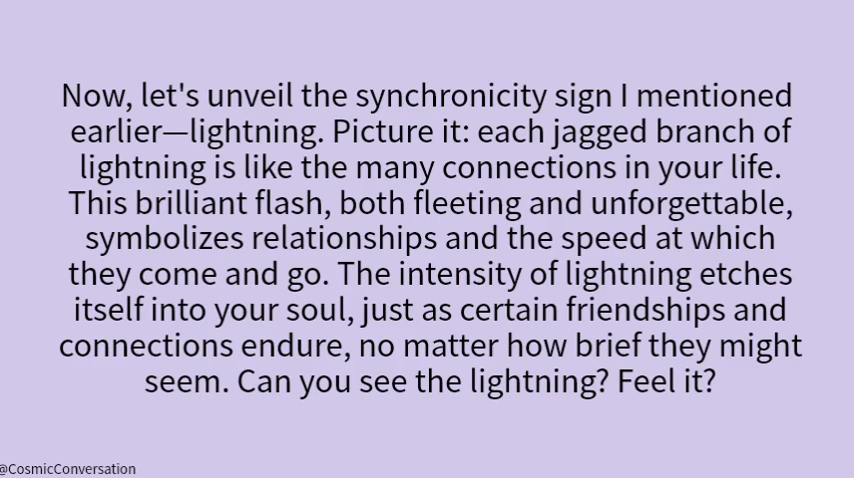 Now, let's unveil the synchronicity sign I mentioned
earlier—lightning. Picture it: each jagged branch of
lightning is like the many connections in your life.
This brilliant flash, both fleeting and unforgettable,
symbolizes relationships and the speed at which
they come and go. The intensity of lightning etches
itself into your soul, just as certain friendships and
connections endure, no matter how brief they might
seem. Can you see the lightning? Feel it?
@CosmicConversation